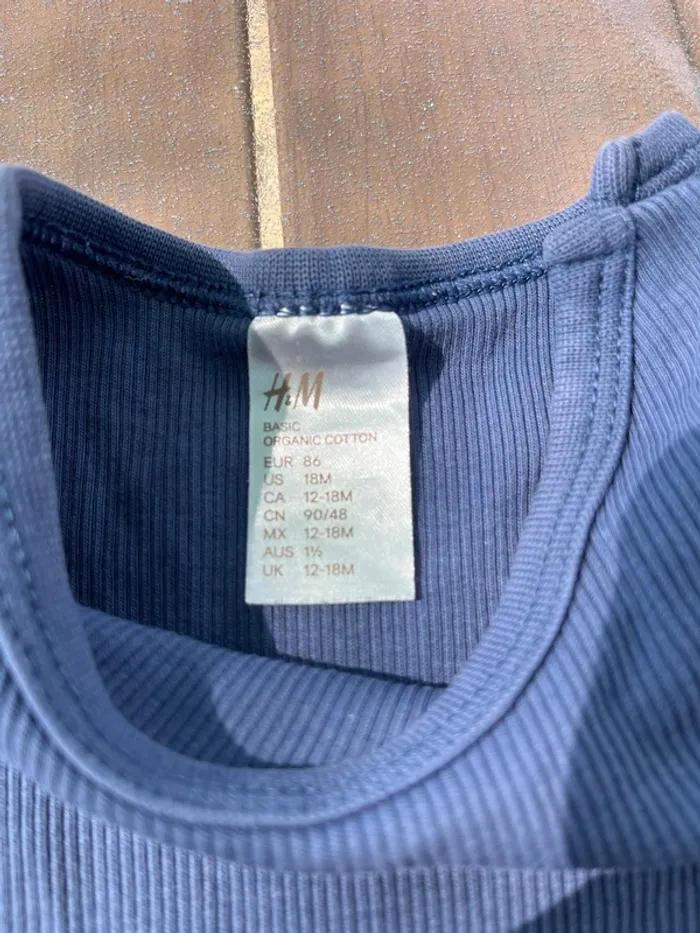 H&M
BASIC
ORGANIC COTTON
EUR 86
US 18M
CA 12-18M
CN 90/48
MX 12-18M
AUS 1½
UK 12-18M